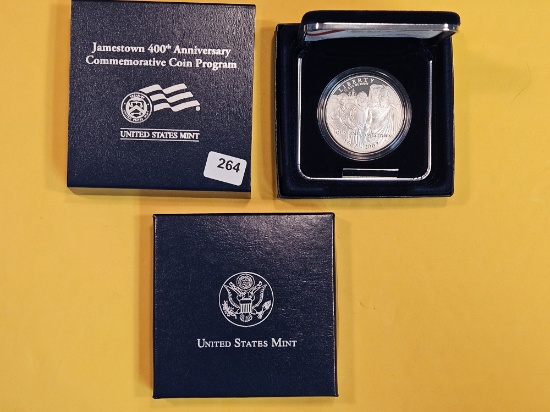 Jamestown 400th Anniversary
Commemorative Coin Program
UNITED STATES MINT
264
LIBERTY
2007
UNITED STATES MINT